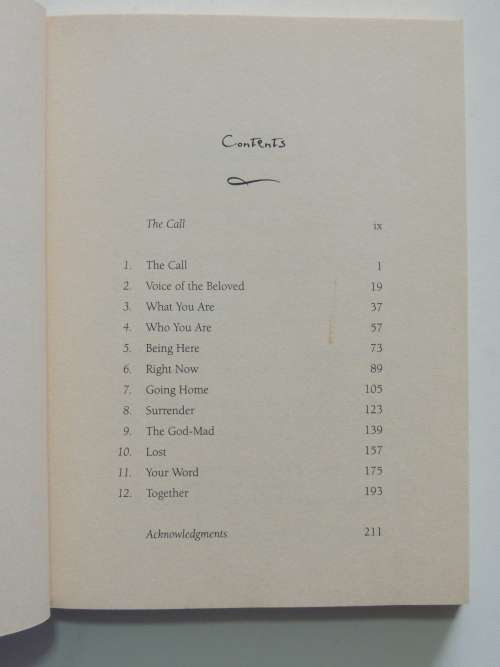 Contents
The Call ix
1. The Call 1
2. Voice of the Beloved 19
3. What You Are 37
4. Who You Are 57
5. Being Here 73
6. Right Now 89
7. Going Home 105
8. Surrender 123
9. The God-Mad 139
10. Lost 157
11. Your Word 175
12. Together 193
Acknowledgments 211